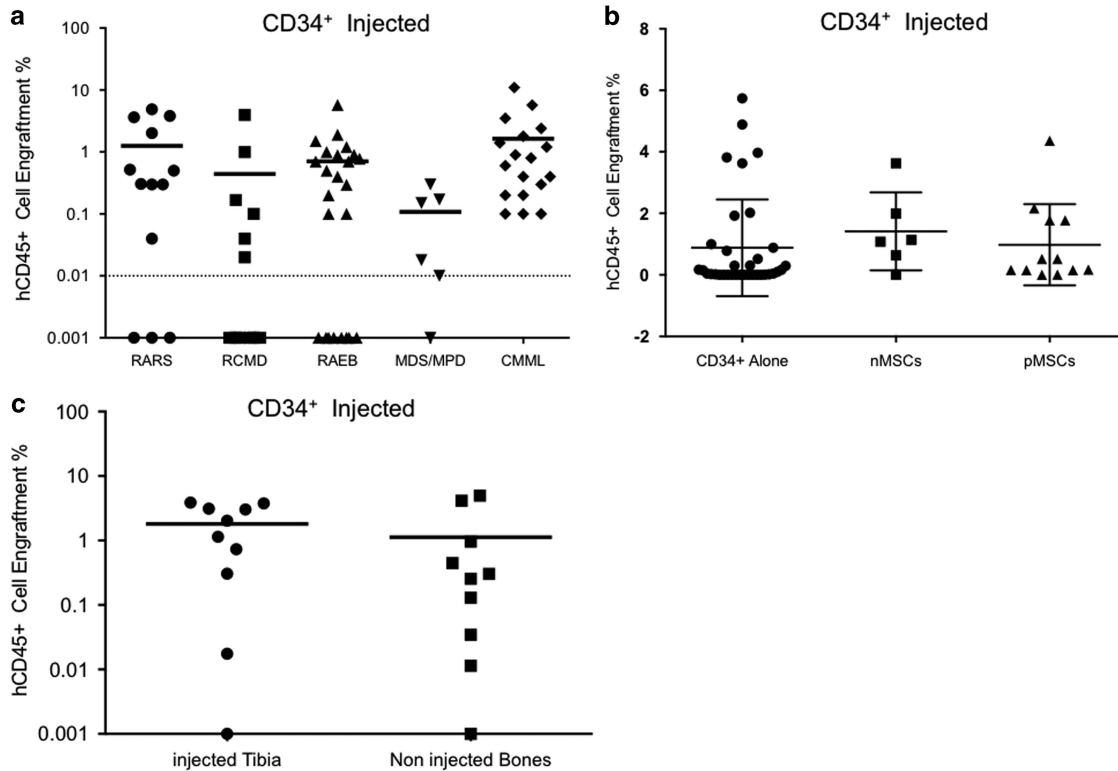 a
CD34+ Injected
hCD45+ Cell Engraftment %
100
10
1
0.1
0.01
0.001
RARS RCMD RAEB MDS/MPD CMML
b
CD34+ Injected
hCD45+ Cell Engraftment %
8
6
4
2
0
-2
CD34+ Alone nMSCs pMSCs
c
CD34+ Injected
hCD45+ Cell Engraftment %
100
10
1
0.1
0.01
0.001
injected Tibia Non injected Bones